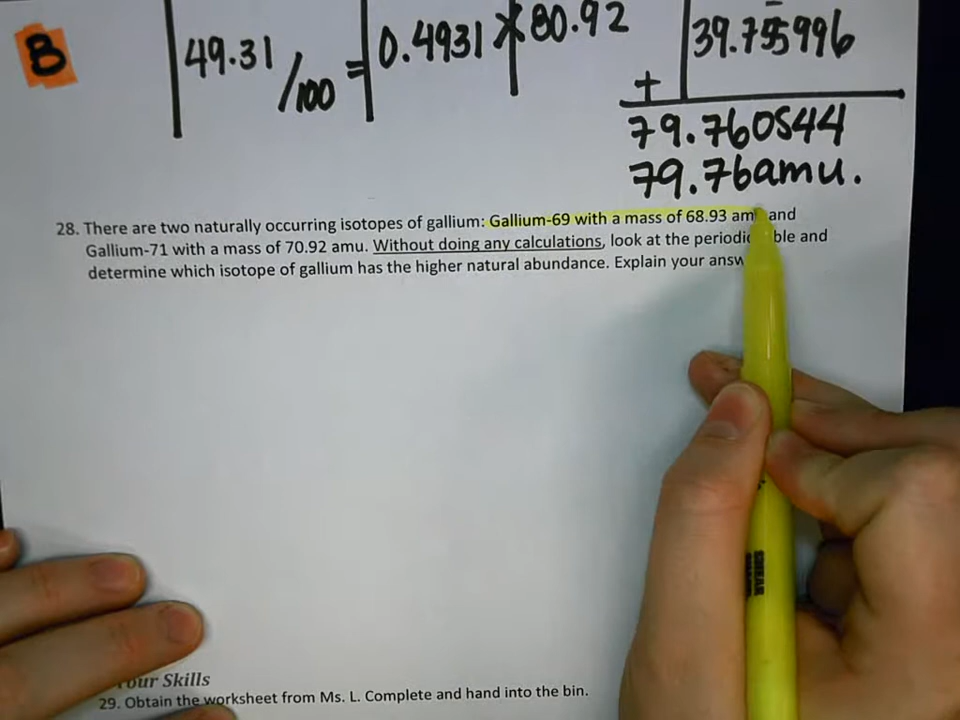 B
49.31 /100 = 0.4931 * 80.92 39.755996
+
79.760544
79.76amu.
28. There are two naturally occurring isotopes of gallium: Gallium-69 with a mass of 68.93 am and
Gallium-71 with a mass of 70.92 amu. Without doing any calculations, look at the periodic ble and
determine which isotope of gallium has the higher natural abundance. Explain your answ
our Skills
29. Obtain the worksheet from Ms. L. Complete and hand into the bin.
SHARPIE